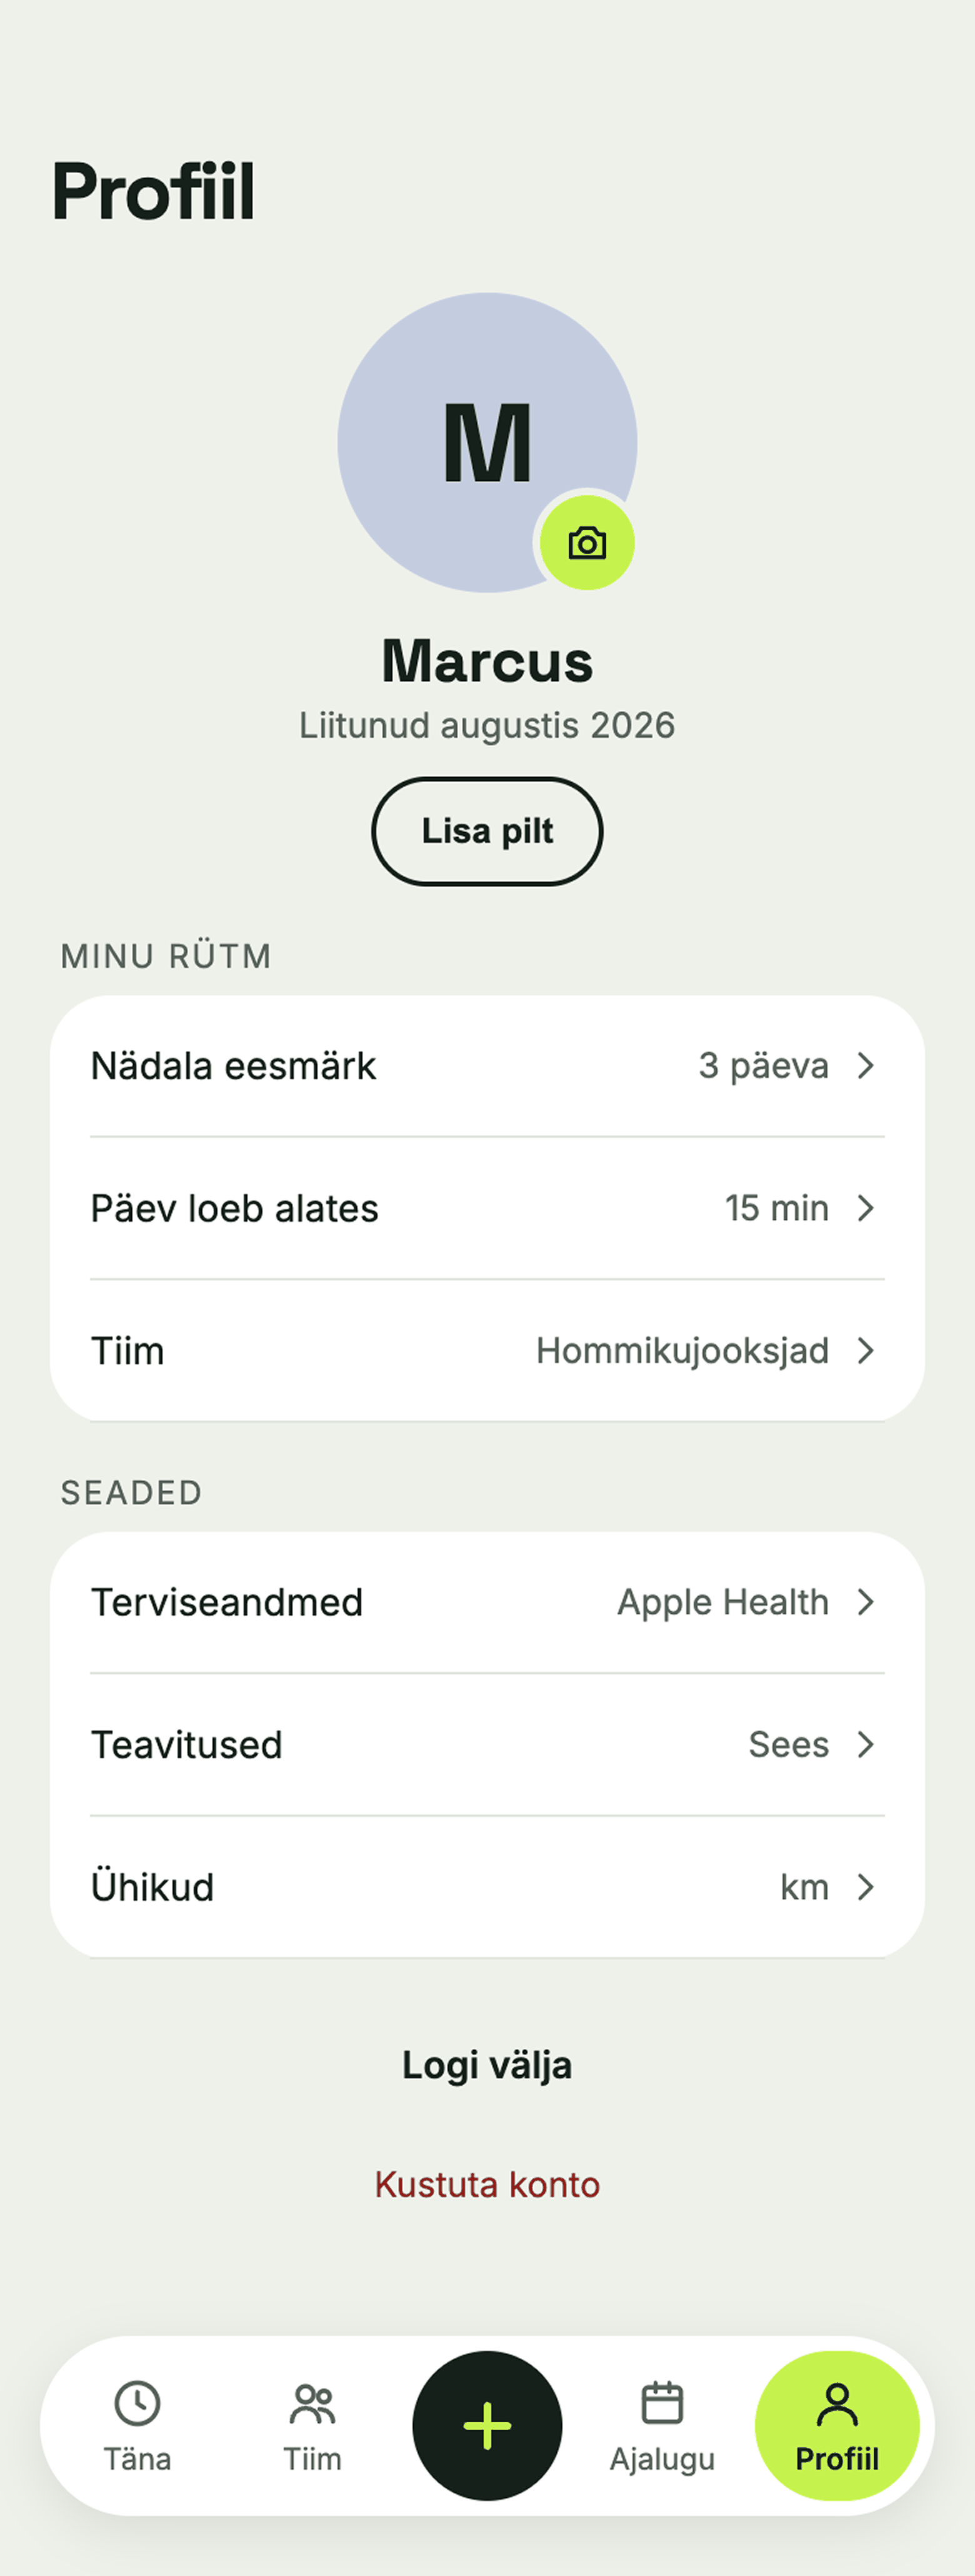 Profiil
M
Marcus
Liitunud augustis 2026
Lisa pilt
MINU RÜTM
Nädala eesmärk 3 päeva
Päev loeb alates 15 min
Tiim Hommikujooksjad
SEADED
Terviseandmed Apple Health
Teavitused Sees
Ühikud km
Logi välja
Kustuta konto
Täna Tiim Ajalugu Profiil